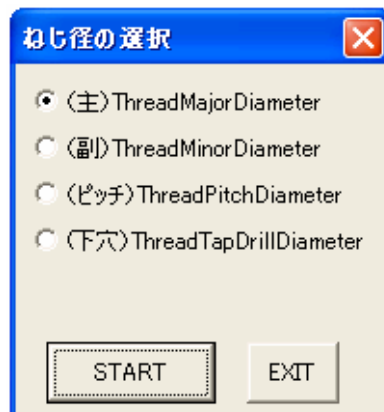 ねじ径の選択
(主)ThreadMajorDiameter
(副)ThreadMinorDiameter
(ピッチ)ThreadPitchDiameter
(下穴)ThreadTapDrillDiameter
START
EXIT